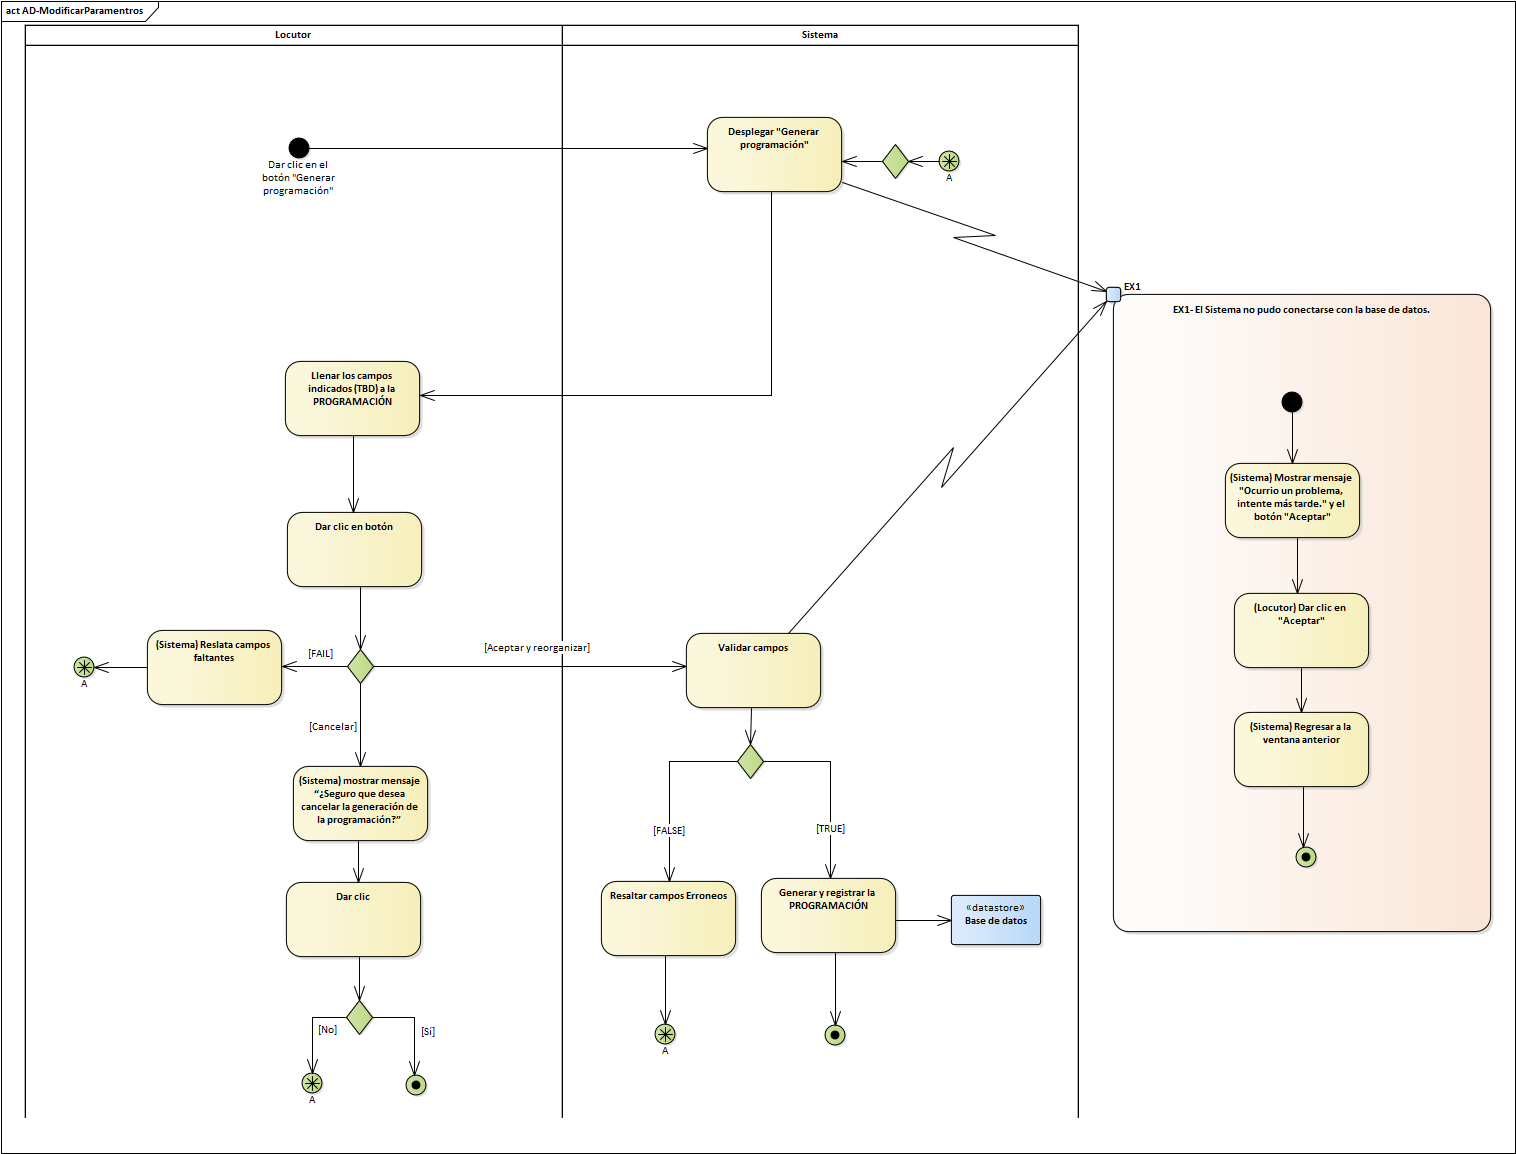 act AD-ModificarParamentros
Locutor
Sistema
Desplegar "Generar
programación"
A
Dar clic en el
botón "Generar
programación"
EX1
EX1- El Sistema no pudo conectarse con la base de datos.
Llenar los campos
indicados (TBD) a la
PROGRAMACIÓN
(Sistema) Mostrar mensaje
"Ocurrio un problema,
intente más tarde." y el
botón "Aceptar"
Dar clic en botón
(Locutor) Dar clic en
"Aceptar"
(Sistema) Reslata campos
faltantes
A
[FAIL]
[Aceptar y reorganizar]
Validar campos
[Cancelar]
(Sistema) Regresar a la
ventana anterior
(Sistema) mostrar mensaje
“¿Seguro que desea
cancelar la generación de
la programación?”
[FALSE]
[TRUE]
Dar clic
Resaltar campos Erroneos
Generar y registrar la
PROGRAMACIÓN
«datastore»
Base de datos
[No]
[Sí]
A
A